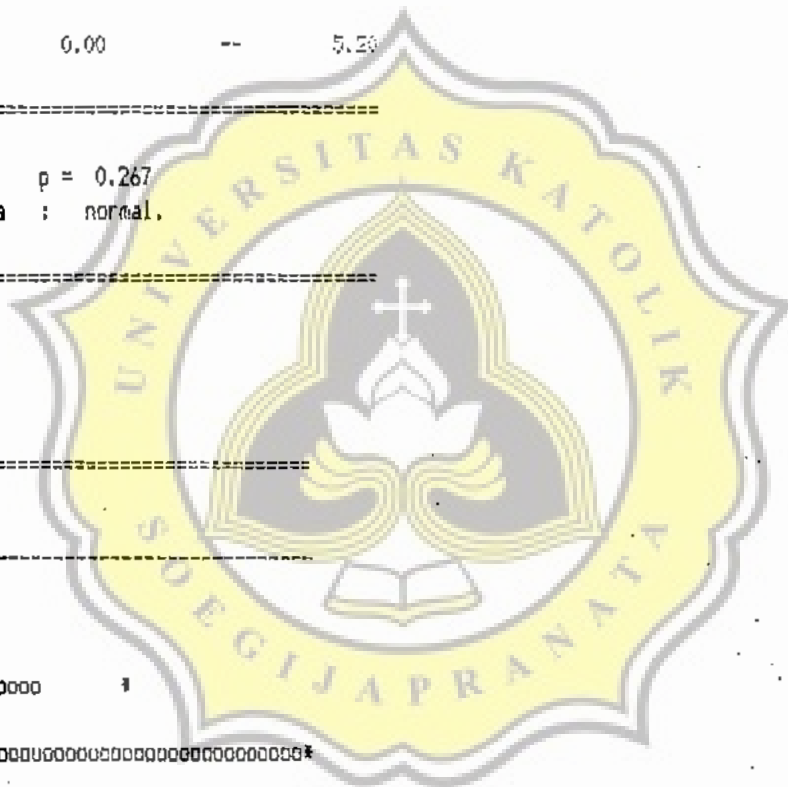 0.00 -- 5.20
===================================
p = 0.267
a : normal.
===================================
UNIVERSITAS KATOLIK
==============================
------------------------------
SOEGIJAPRANATA